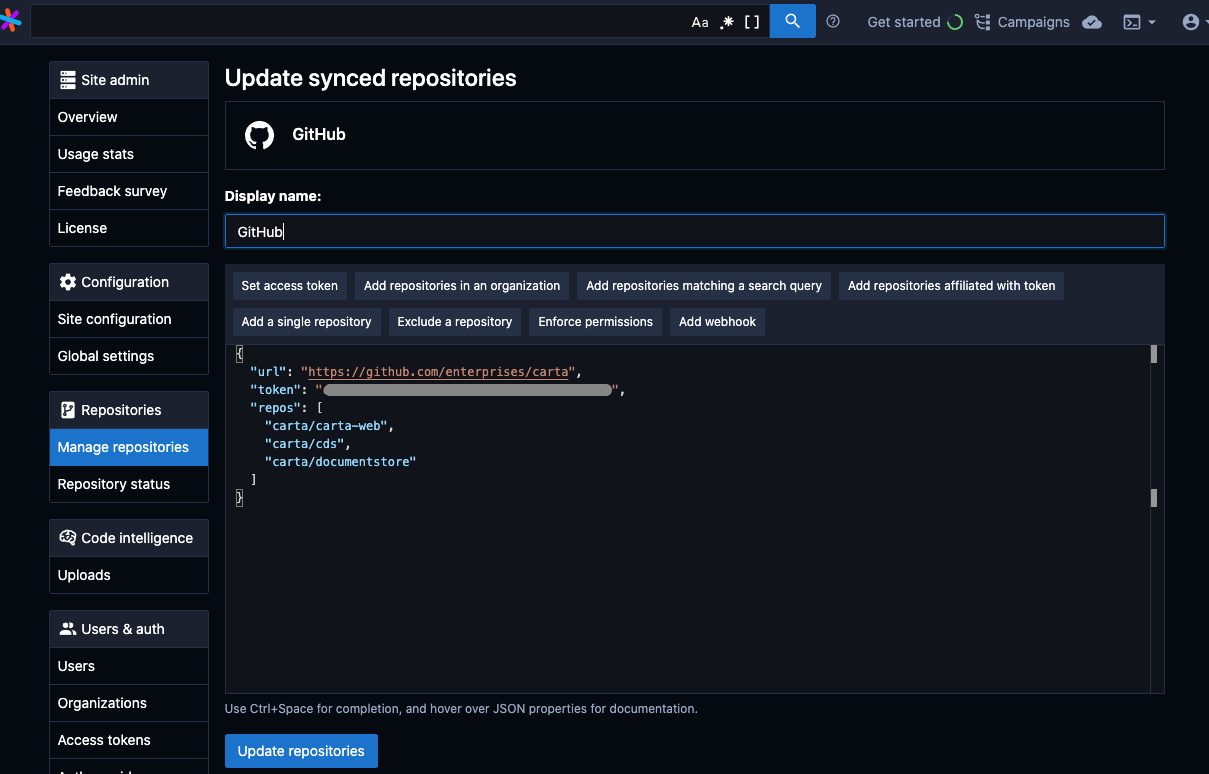 Aa .* [] Get started Campaigns
Site admin
Overview
Usage stats
Feedback survey
License
Configuration
Site configuration
Global settings
Repositories
Manage repositories
Repository status
Code intelligence
Uploads
Users & auth
Users
Organizations
Access tokens
Update synced repositories
GitHub
Display name:
GitHub
Set access token Add repositories in an organization Add repositories matching a search query Add repositories affiliated with token
Add a single repository Exclude a repository Enforce permissions Add webhook
{
"url": "https://github.com/enterprises/carta",
"token": "",
"repos": [
"carta/carta-web",
"carta/cds",
"carta/documentstore"
]
}
Use Ctrl+Space for completion, and hover over JSON properties for documentation.
Update repositories